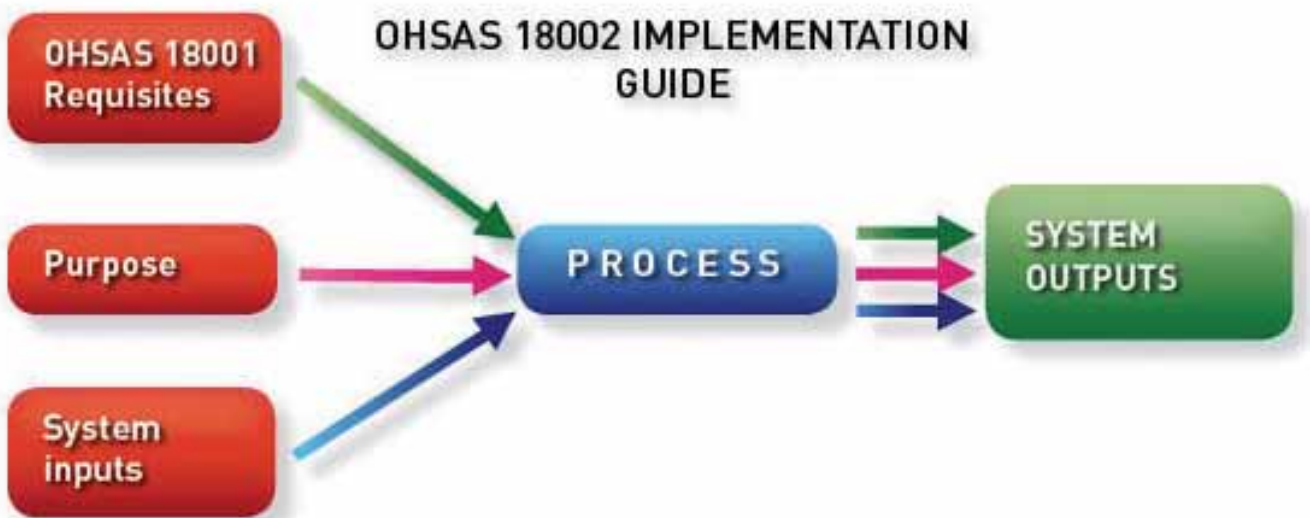 OHSAS 18002 IMPLEMENTATION
GUIDE
OHSAS 18001
Requisites
Purpose
System
inputs
PROCESS
SYSTEM
OUTPUTS